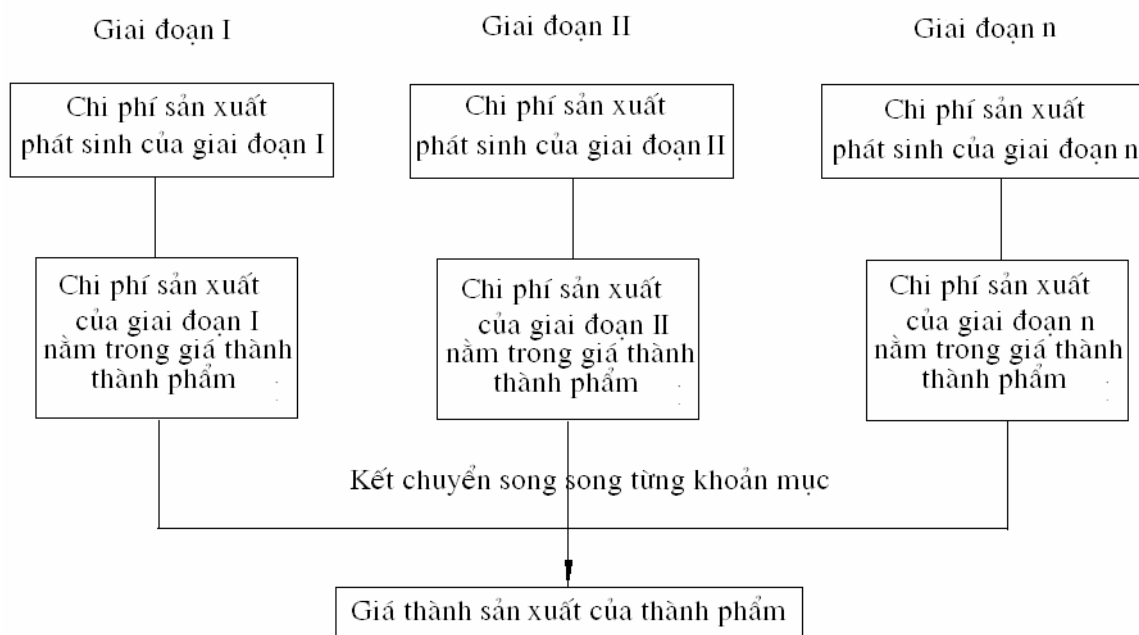 Giai đoạn I
Giai đoạn II
Giai đoạn n
Chi phí sản xuất
phát sinh của giai đoạn I
Chi phí sản xuất
phát sinh của giai đoạn II
Chi phí sản xuất
phát sinh của giai đoạn n
Chi phí sản xuất
của giai đoạn I
nằm trong giá thành
thành phẩm
Chi phí sản xuất
của giai đoạn II
nằm trong giá thành
thành phẩm
Chi phí sản xuất
của giai đoạn n
nằm trong giá thành
thành phẩm
Kết chuyển song song từng khoản mục
Giá thành sản xuất của thành phẩm